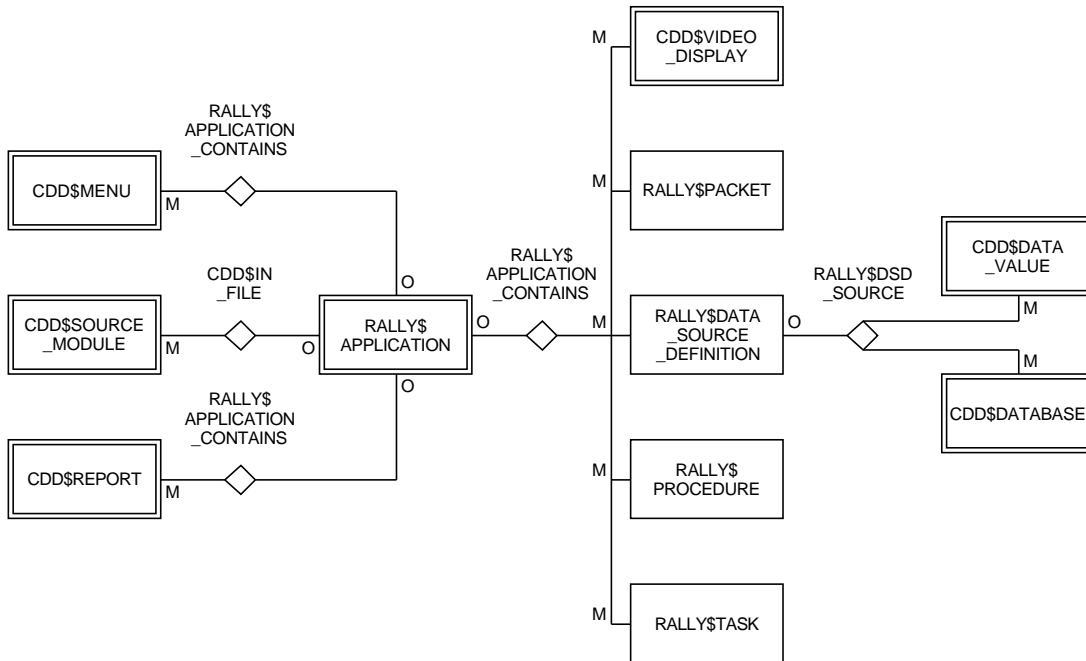 M
CDD$VIDEO
_DISPLAY
RALLY$
APPLICATION
_CONTAINS
CDD$MENU
M
M
RALLY$PACKET
O
CDD$IN
_FILE
CDD$SOURCE
_MODULE
M
O
RALLY$
APPLICATION
O
RALLY$
APPLICATION
_CONTAINS
M
RALLY$DATA
_SOURCE
_DEFINITION
O
RALLY$DSD
_SOURCE
CDD$DATA
_VALUE
M
M
CDD$DATABASE
O
RALLY$
APPLICATION
_CONTAINS
CDD$REPORT
M
M
RALLY$
PROCEDURE
M
RALLY$TASK